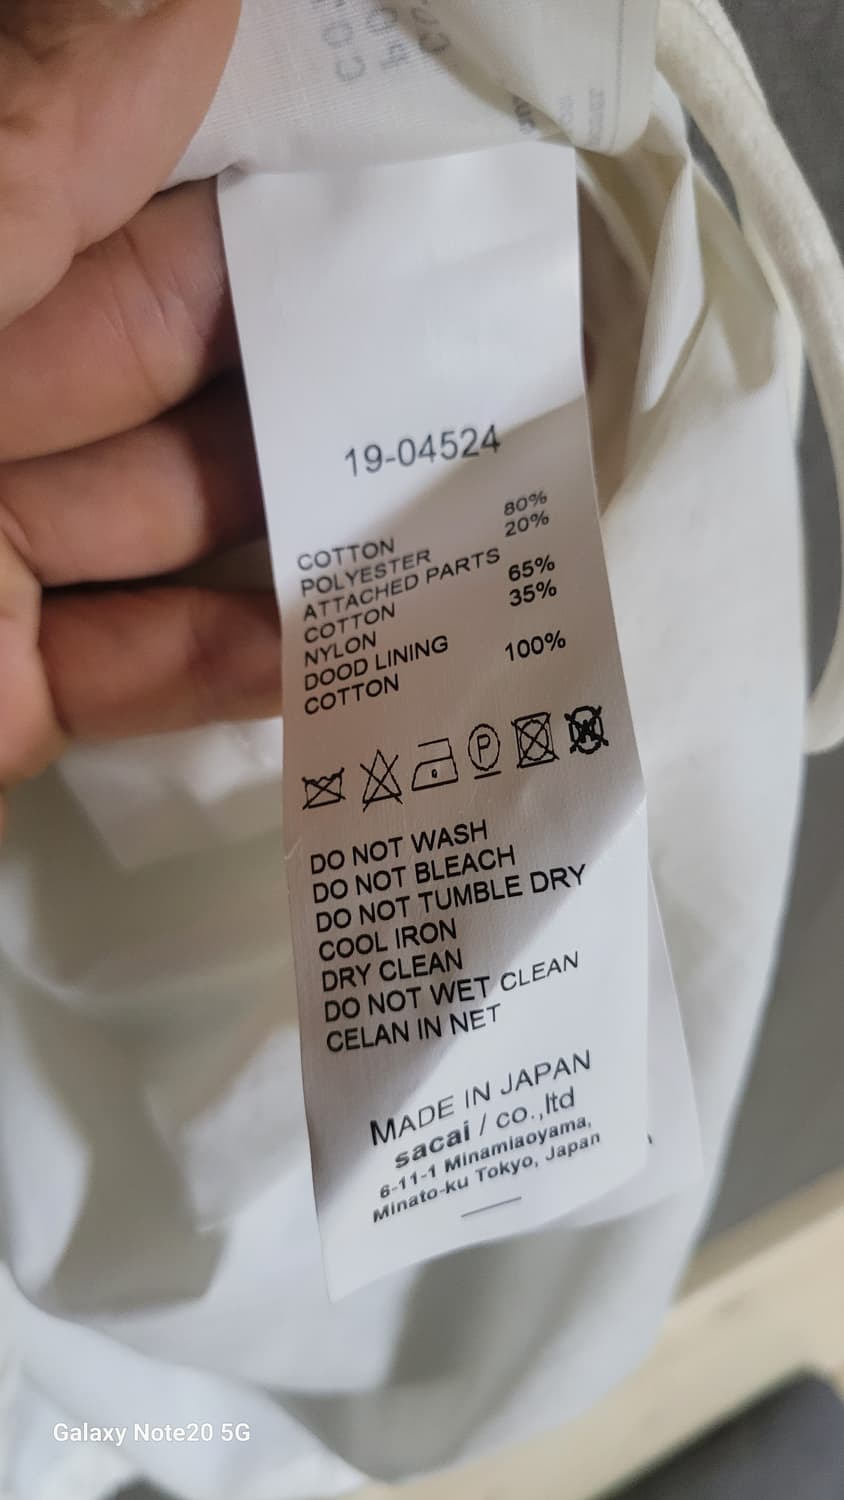 19-04524
80%
COTTON 20%
POLYESTER
ATTACHED PARTS 65%
COTTON 35%
NYLON
DOOD LINING 100%
COTTON
P
W
DO NOT WASH
DO NOT BLEACH
DO NOT TUMBLE DRY
COOL IRON
DRY CLEAN
DO NOT WET CLEAN
CELAN IN NET
MADE IN JAPAN
sacai / co.,ltd
6-11-1 Minamiaoyama,
Minato-ku Tokyo, Japan
Galaxy Note20 5G